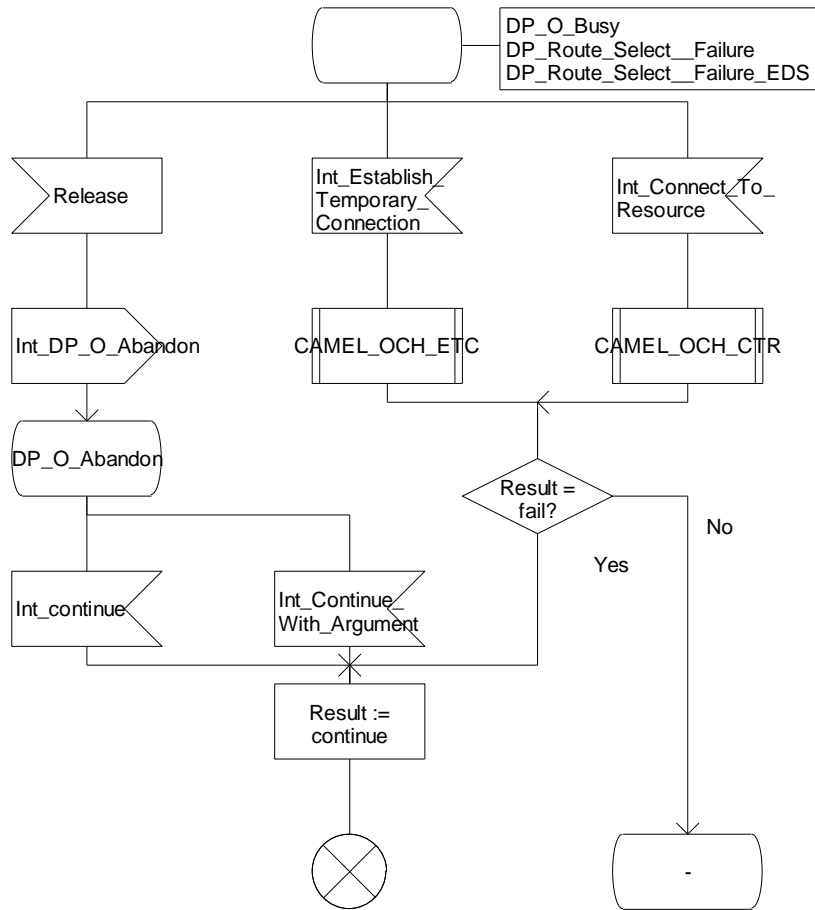 DP_O_Busy
DP_Route_Select__Failure
DP_Route_Select__Failure_EDS
Release
Int_Establish_
Temporary_
Connection
Int_Connect_To_
Resource
Int_DP_O_Abandon
CAMEL_OCH_ETC
CAMEL_OCH_CTR
DP_O_Abandon
Result =
fail?
No
Yes
Int_continue
Int_Continue_
With_Argument
Result :=
continue
-